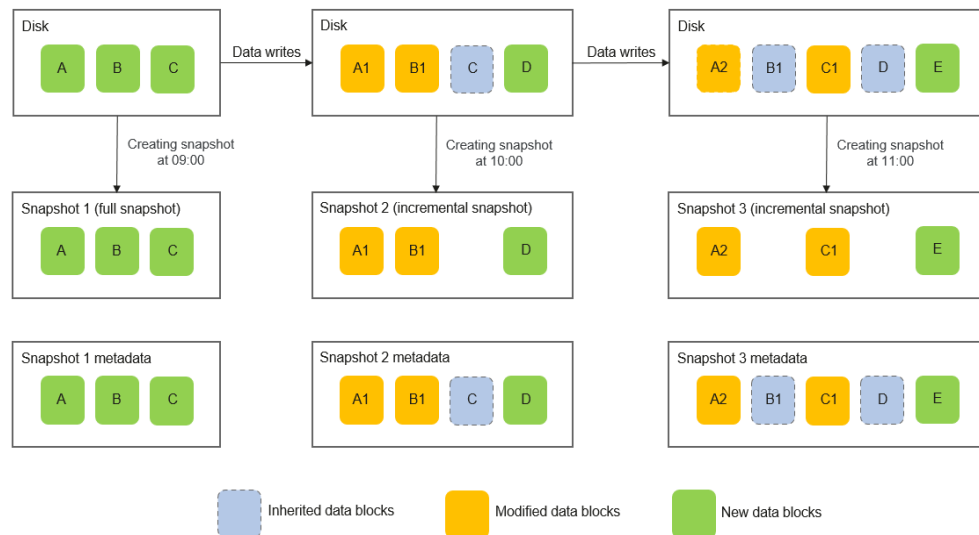 Disk
A B C
Data writes
Disk
A1 B1 C D
Data writes
Disk
A2 B1 C1 D E
Creating snapshot
at 09:00
Creating snapshot
at 10:00
Creating snapshot
at 11:00
Snapshot 1 (full snapshot)
A B C
Snapshot 2 (incremental snapshot)
A1 B1 D
Snapshot 3 (incremental snapshot)
A2 C1 E
Snapshot 1 metadata
A B C
Snapshot 2 metadata
A1 B1 C D
Snapshot 3 metadata
A2 B1 C1 D E
Inherited data blocks
Modified data blocks
New data blocks